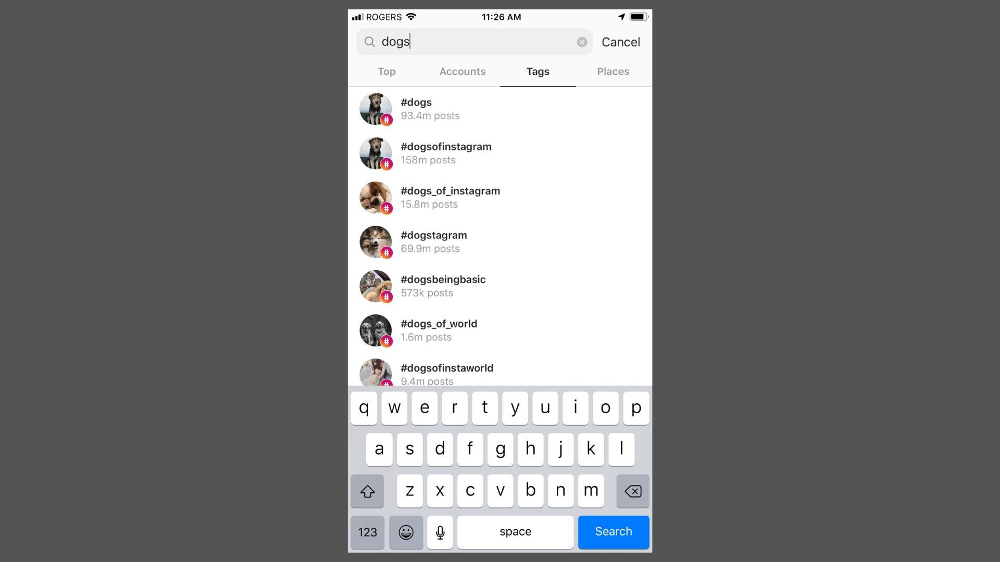 ROGERS 11:26 AM
dogs Cancel
Top Accounts Tags Places
#dogs
93.4m posts
#dogsofinstagram
158m posts
#dogs_of_instagram
15.8m posts
#dogstagram
69.9m posts
#dogsbeingbasic
573k posts
#dogs_of_world
1.6m posts
#dogsofinstaworld
9.4m posts
q w e r t y u i o p
a s d f g h j k l
z x c v b n m
123 space Search